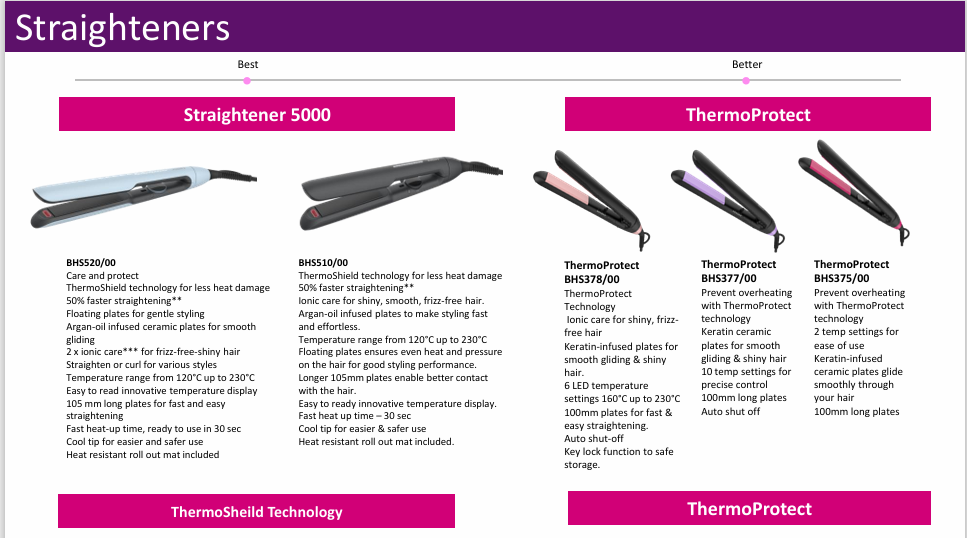 Straighteners
Best
Better
Straightener 5000
ThermoProtect
BHS520/00
Care and protect
ThermoShield technology for less heat damage
50% faster straightening**
Floating plates for gentle styling
Argan-oil infused ceramic plates for smooth
gliding
2 x ionic care*** for frizz-free-shiny hair
Straighten or curl for various styles
Temperature range from 120°C up to 230°C
Easy to read innovative temperature display
105 mm long plates for fast and easy
straightening
Fast heat-up time, ready to use in 30 sec
Cool tip for easier and safer use
Heat resistant roll out mat included
BHS510/00
ThermoShield technology for less heat damage
50% faster straightening**
Ionic care for shiny, smooth, frizz-free hair.
Argan-oil infused plates to make styling fast
and effortless.
Temperature range from 120°C up to 230°C
Floating plates ensures even heat and pressure
on the hair for good styling performance.
Longer 105mm plates enable better contact
with the hair.
Easy to ready innovative temperature display.
Fast heat up time – 30 sec
Cool tip for easier & safer use
Heat resistant roll out mat included.
ThermoProtect
BHS378/00
ThermoProtect
Technology
Ionic care for shiny, frizz-
free hair
Keratin-infused plates for
smooth gliding & shiny
hair.
6 LED temperature
settings 160°C up to 230°C
100mm plates for fast &
easy straightening.
Auto shut-off
Key lock function to safe
storage.
ThermoProtect
BHS377/00
Prevent overheating
with ThermoProtect
technology
Keratin ceramic
plates for smooth
gliding & shiny hair
10 temp settings for
precise control
100mm long plates
Auto shut off
ThermoProtect
BHS375/00
Prevent overheating
with ThermoProtect
technology
2 temp settings for
ease of use
Keratin-infused
ceramic plates glide
smoothly through
your hair
100mm long plates
ThermoSheild Technology
ThermoProtect